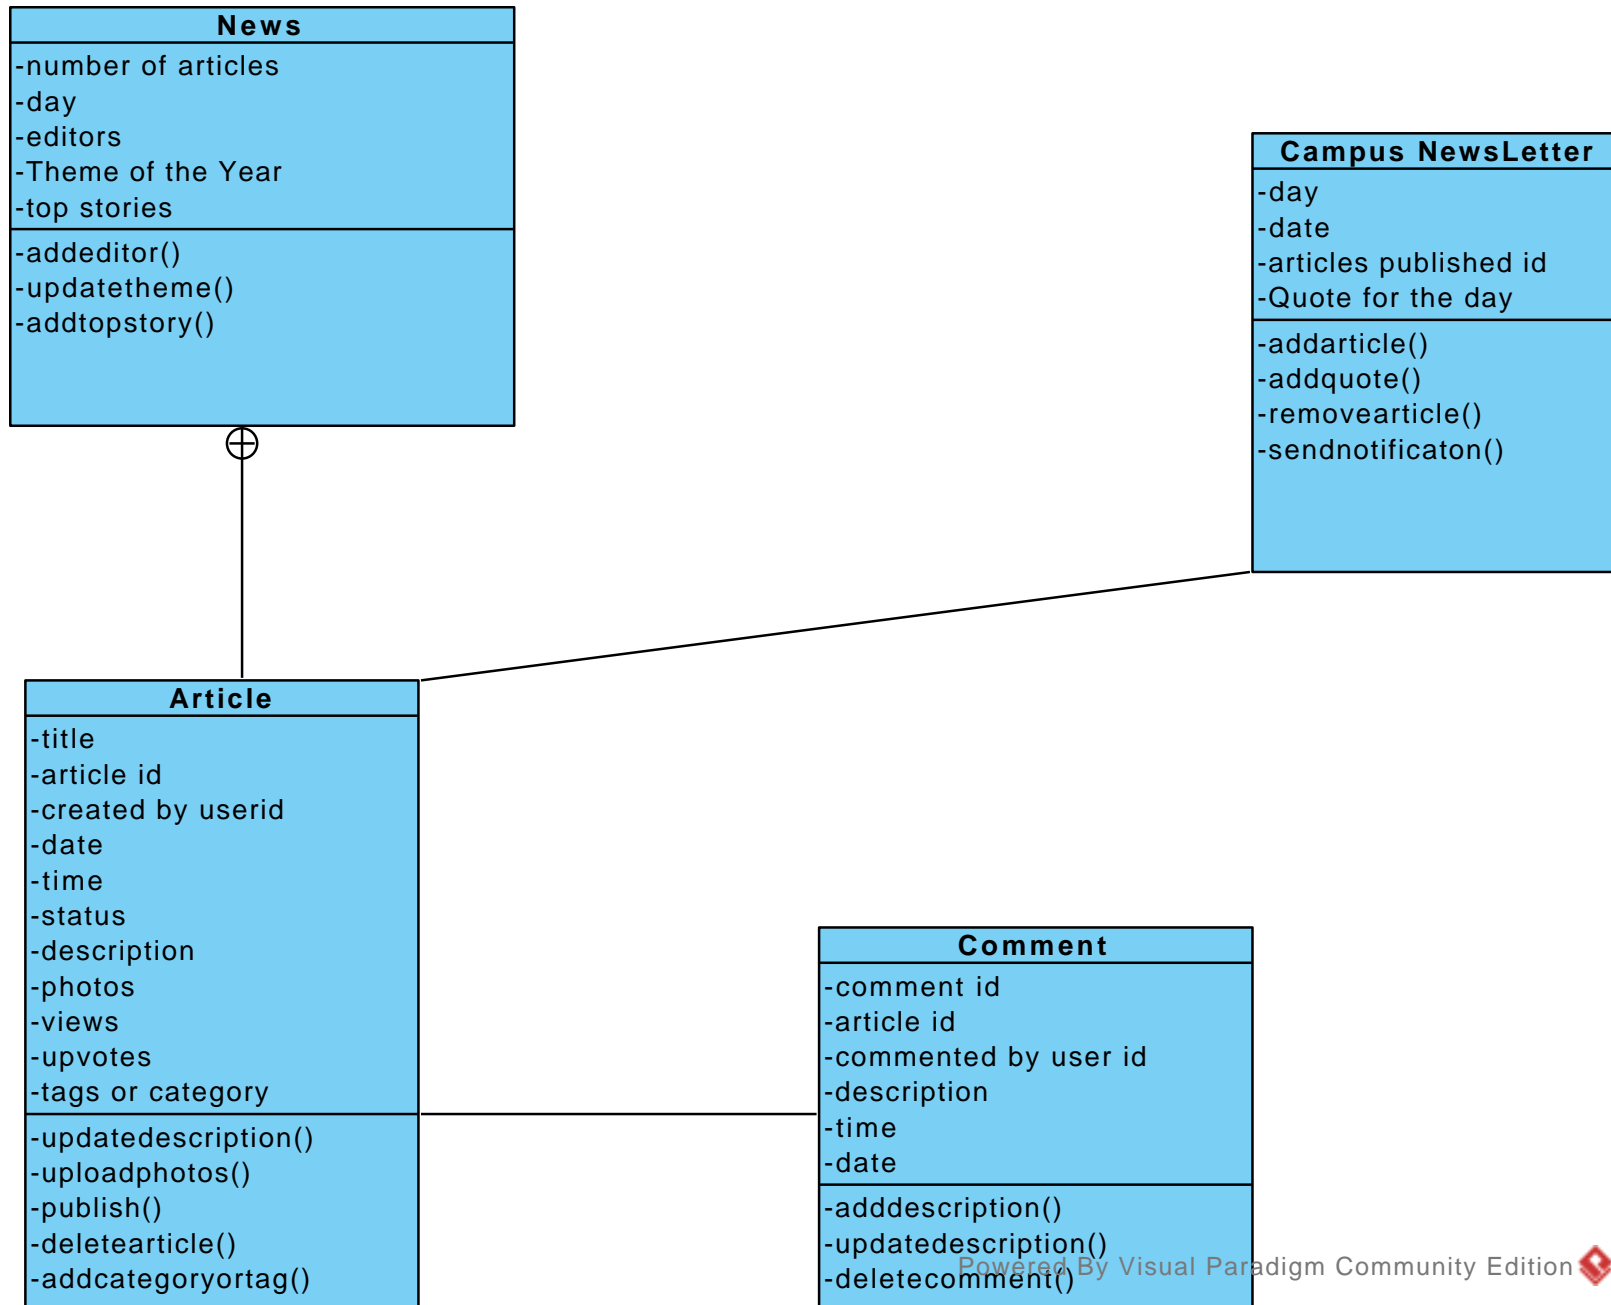 News
-number of articles
-day
-editors
-Theme of the Year
-top stories
-addeditor()
-updatetheme()
-addtopstory()
Campus NewsLetter
-day
-date
-articles published id
-Quote for the day
-addarticle()
-addquote()
-removearticle()
-sendnotificaton()
Article
-title
-article id
-created by userid
-date
-time
-status
-description
-photos
-views
-upvotes
-tags or category
-updatedescription()
-uploadphotos()
-publish()
-deletearticle()
-addcategoryortag()
Comment
-comment id
-article id
-commented by user id
-description
-time
-date
-adddescription()
-updatedescription()
-deletecomment()
Powered By Visual Paradigm Community Edition